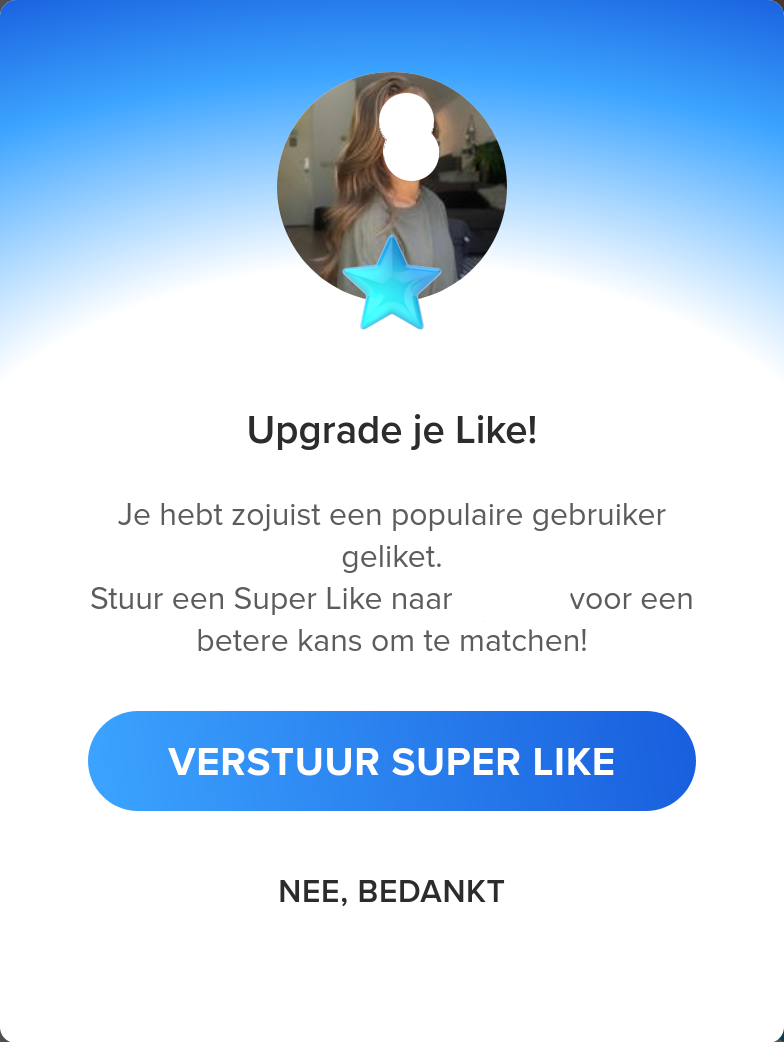 Upgrade je Like!
Je hebt zojuist een populaire gebruiker
geliket.
Stuur een Super Like naar voor een
betere kans om te matchen!
VERSTUUR SUPER LIKE
NEE, BEDANKT